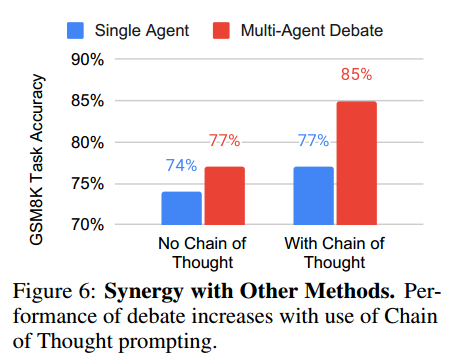 Single Agent Multi-Agent Debate
90%
85%
85%
80%
77% 77%
74%
75%
70%
GSM8K Task Accuracy
No Chain of Thought
With Chain of Thought
Figure 6: Synergy with Other Methods. Per-
formance of debate increases with use of Chain
of Thought prompting.